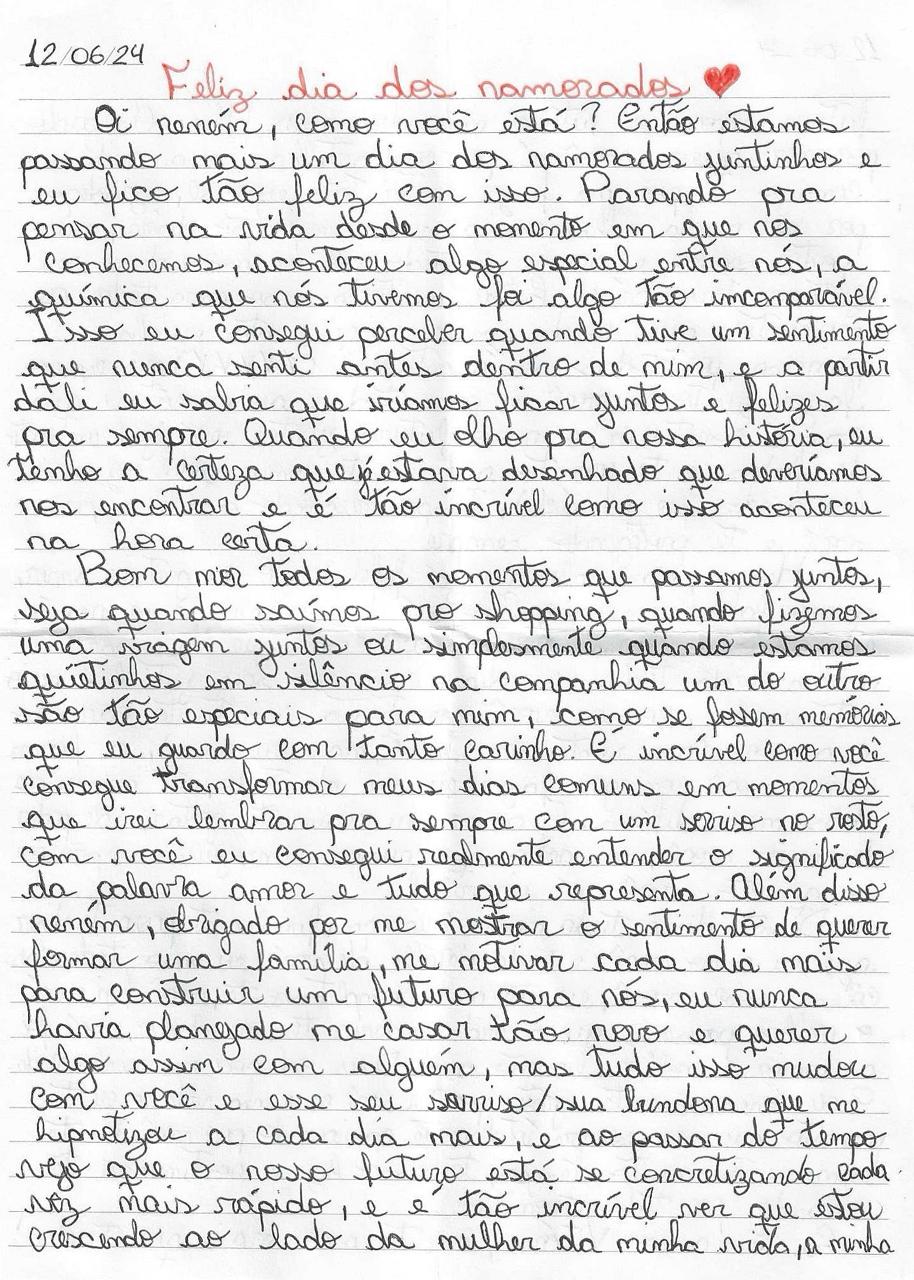 12/06/24
Feliz dia dos namorados ❤
Oi neném, como você está? Então estamos
passando mais um dia dos namorados juntinhos e
eu fico tão feliz com isso. Parando pra
pensar na vida desde o momento em que nos
conhecemos, aconteceu algo especial entre nós, a
química que nós tivemos foi algo tão imcomparável.
Isso eu consegui perceber quando tive um sentimento
que nunca senti antes dentro de mim, e a partir
dali eu sabia que iríamos ficar juntos e felizes
pra sempre. Quando eu olho pra nossa história, eu
tenho a certeza que já estava desenhado que deveríamos
nos encontrar e é tão incrível como isso aconteceu
na hora certa.
Bom mor todos os momentos que passamos juntos,
seja quando saímos pro shopping, quando fizemos
uma viagem juntos ou simplesmente quando estamos
quietinhos em silêncio na companhia um do outro
são tão especiais para mim, como se fossem memórias
que eu guardo com tanto carinho. É incrível como você
consegue transformar meus dias comuns em momentos
que irei lembrar pra sempre com um sorriso no rosto,
com você eu consegui realmente entender o significado
da palavra amor e tudo que representa. Além disso
neném, obrigado por me mostrar o sentimento de querer
formar uma família, me motivar cada dia mais
para construir um futuro para nós, eu nunca
havia planejado me casar tão novo e querer
algo assim com alguém, mas tudo isso mudou
com você e esse seu sorriso/sua bundona que me
hipnotizou a cada dia mais, e ao passar do tempo
vejo que o nosso futuro está se concretizando cada
vez mais rápido, e é tão incrível ver que estou
crescendo ao lado da mulher da minha vida, a minha